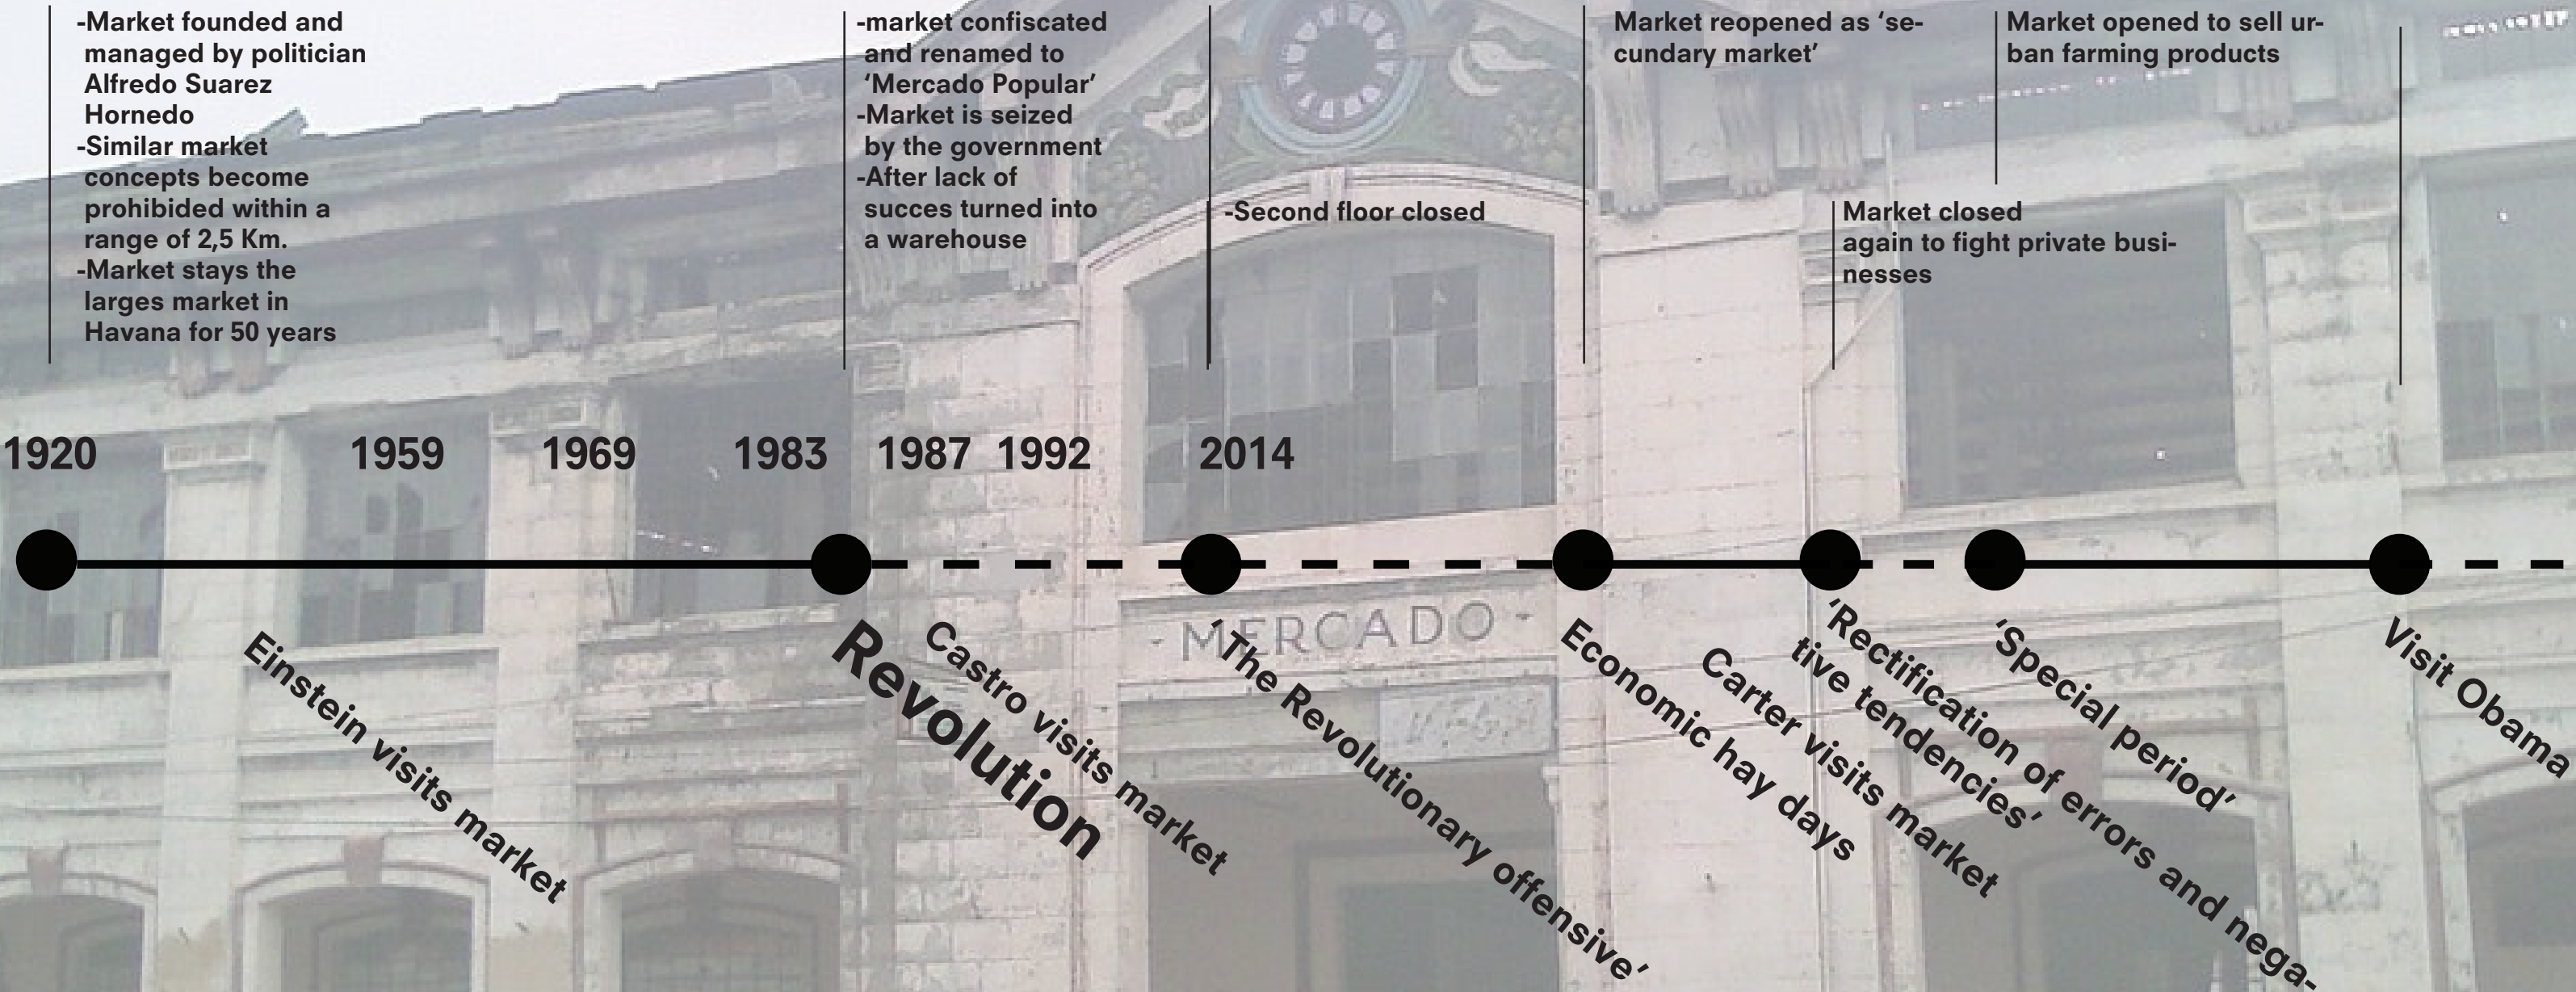 -Market founded and
managed by politician
Alfredo Suarez
Hornedo
-Similar market
concepts become
prohibided within a
range of 2,5 Km.
-Market stays the
larges market in
Havana for 50 years
-market confiscated
and renamed to
‘Mercado Popular’
-Market is seized
by the government
-After lack of
succes turned into
a warehouse
-Second floor closed
Market reopened as ‘se-
cundary market’
Market closed
again to fight private busi-
nesses
Market opened to sell ur-
ban farming products
1920
1959
1969
1983
1987
1992
2014
- MERCADO -
Einstein visits market
Revolution
Castro visits market
‘The Revolutionary offensive’
Economic hay days
Carter visits market
‘Rectification of errors and nega-
tive tendencies’
‘Special period’
Visit Obama